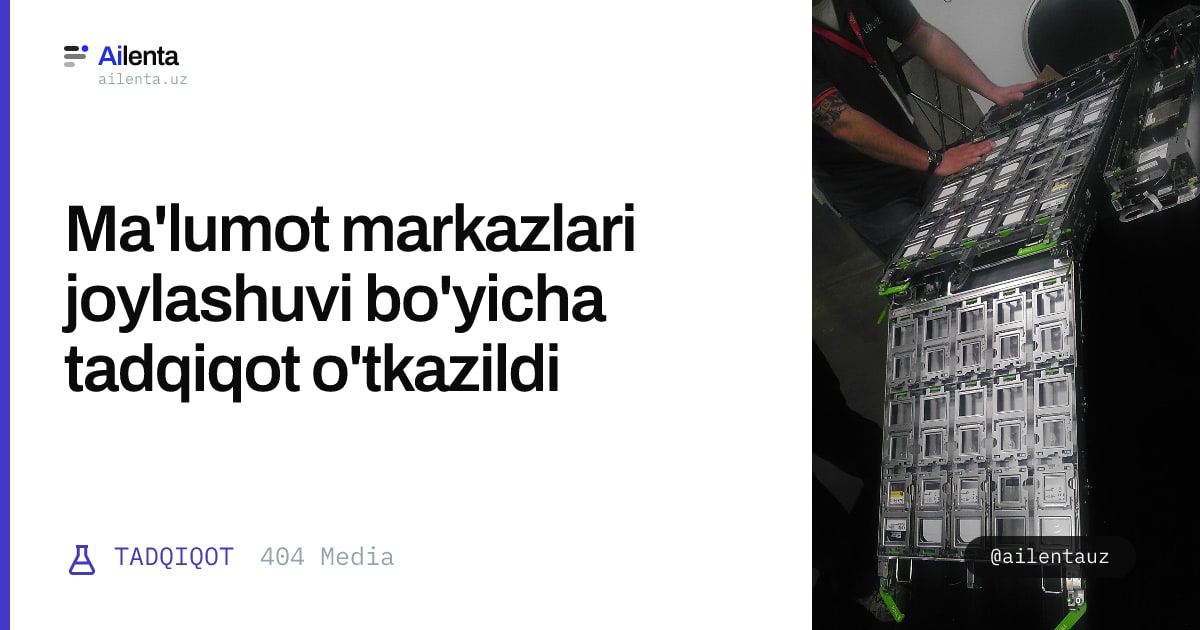 Ailenta
ailenta.uz
Ma'lumot markazlari
joylashuvi bo'yicha
tadqiqot o'tkazildi
TADQIQOT 404 Media
@ailentauz